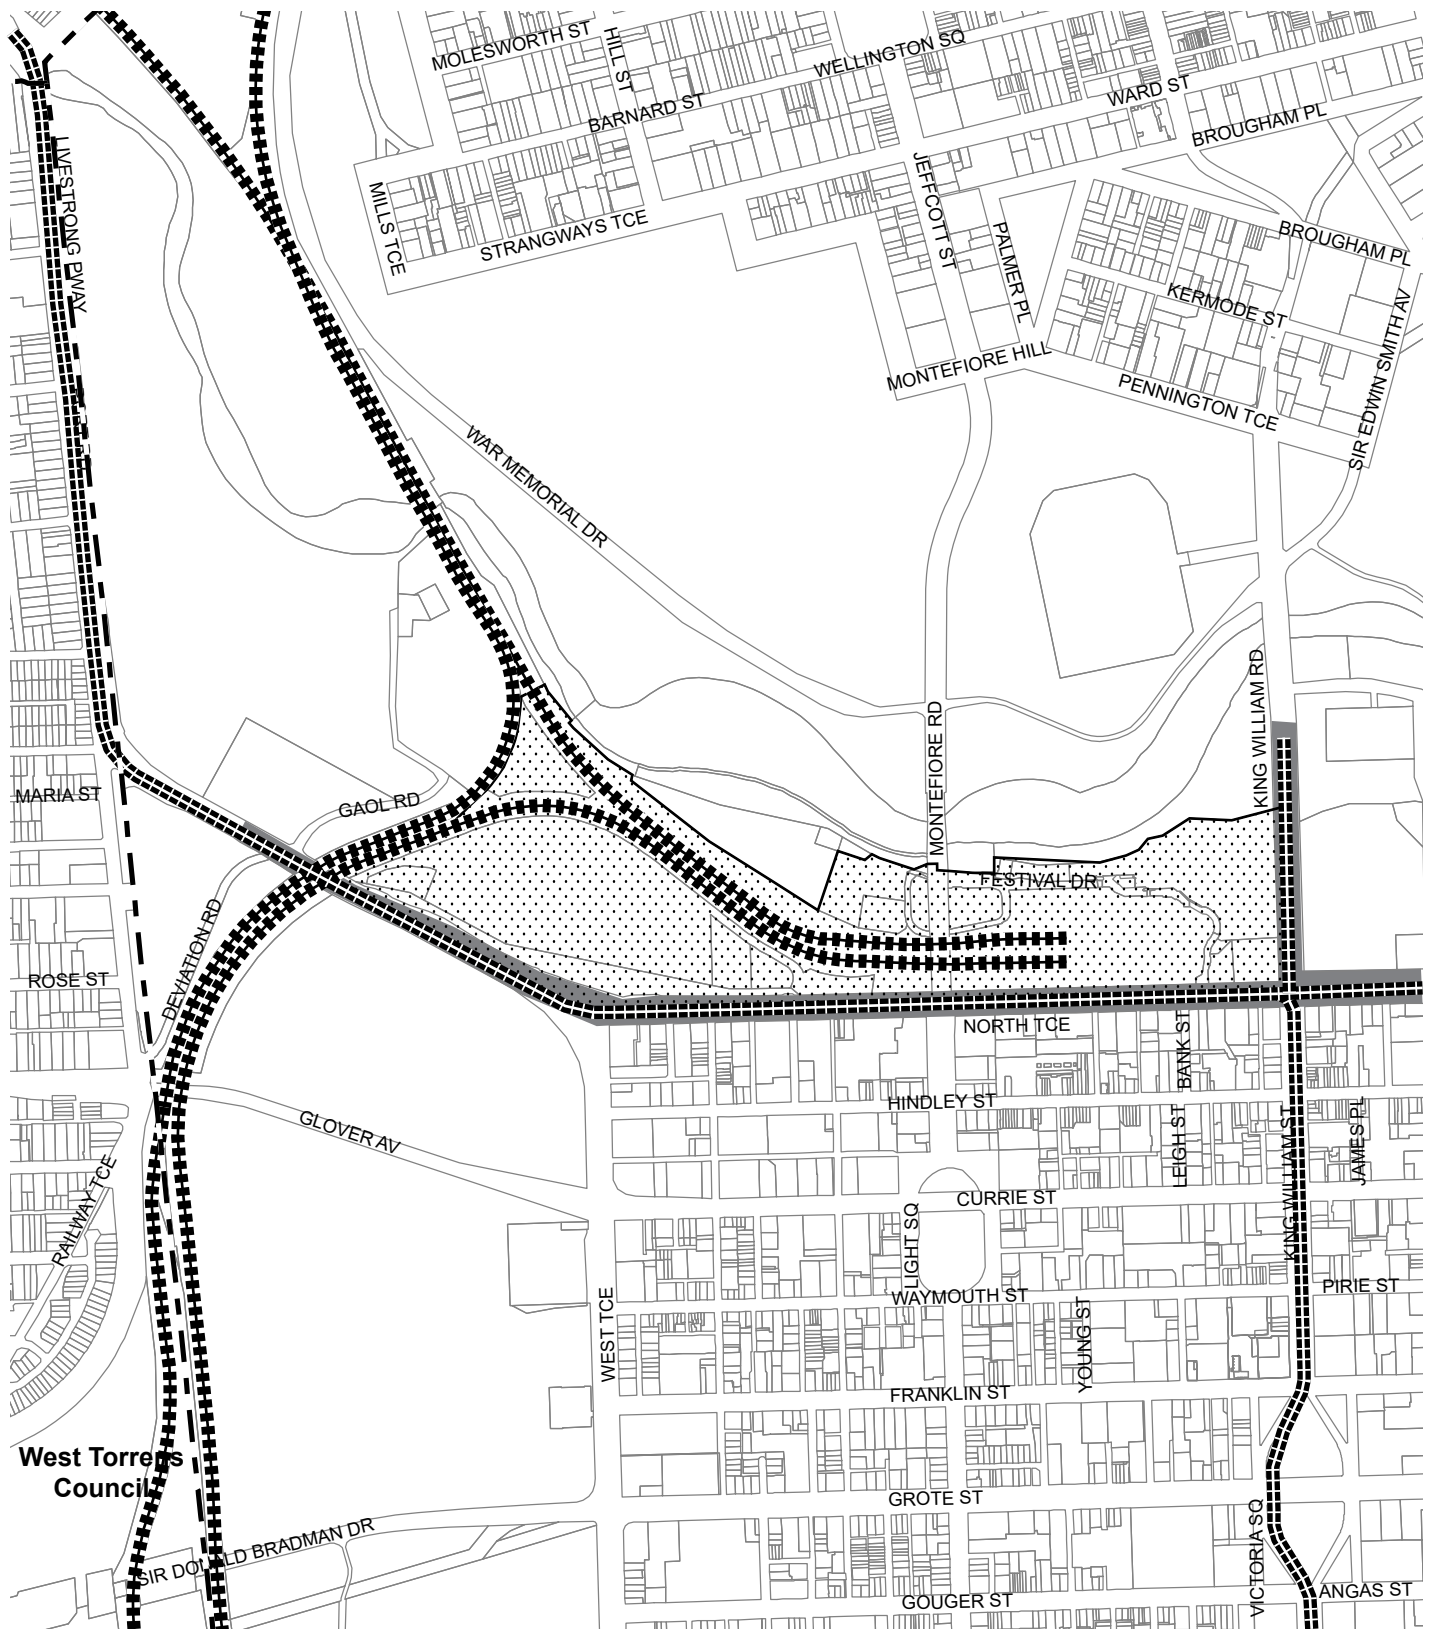 MOLESWORTH ST
HILL ST
WELLINGTON SQ
BARNARD ST
WARD ST
BROUGHAM PL
LIVESTRONG PWAY
MILLS TCE
STRANGWAYS TCE
JEFFCOTT ST
PALMER PL
BROUGHAM PL
KERMODE ST
SIR EDWIN SMITH AV
MONTEFIORE HILL
PENNINGTON TCE
WAR MEMORIAL DR
KING WILLIAM RD
MONTEFIORE RD
MARIA ST
GAOL RD
FESTIVAL DR
DEVIATION RD
ROSE ST
NORTH TCE
BANK ST
HINDLEY ST
GLOVER AV
LEIGH ST
JAMES PL
KING WILLIAM ST
RAILWAY TCE
CURRIE ST
LIGHT SQ
WAYMOUTH ST
PIRIE ST
WEST TCE
YOUNG ST
FRANKLIN ST
West Torrens
Council
GROTE ST
VICTORIA SQ
SIR DONALD BRADMAN DR
ANGAS ST
GOUGER ST